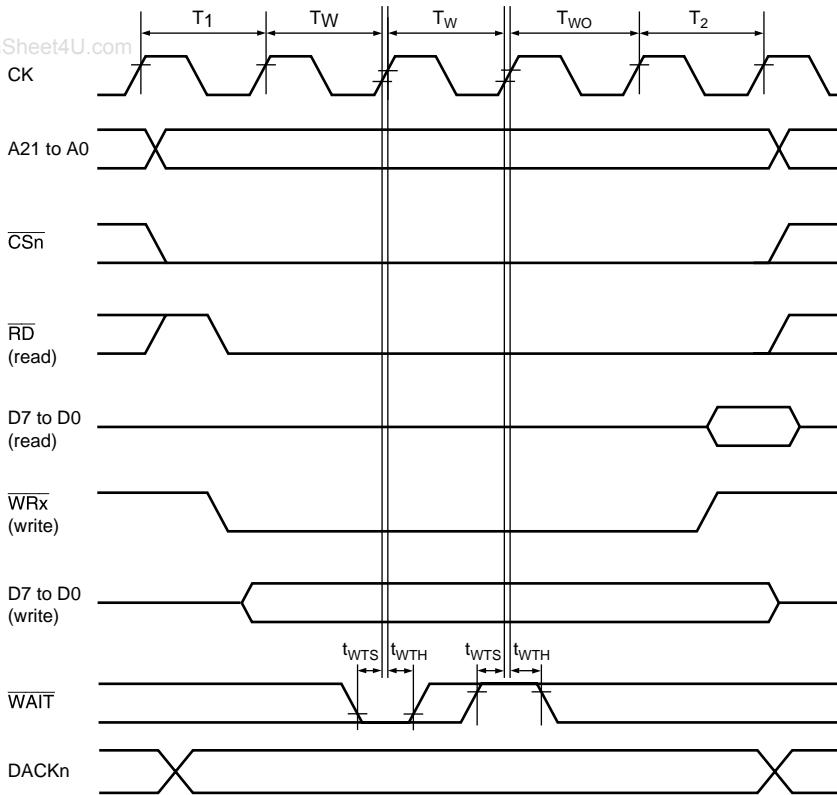 T1 TW TW TWO T2
Sheet4U.com
CK
A21 to A0
CSn
RD
(read)
D7 to D0
(read)
WRx
(write)
D7 to D0
(write)
tWTS tWTH tWTS tWTH
WAIT
DACKn